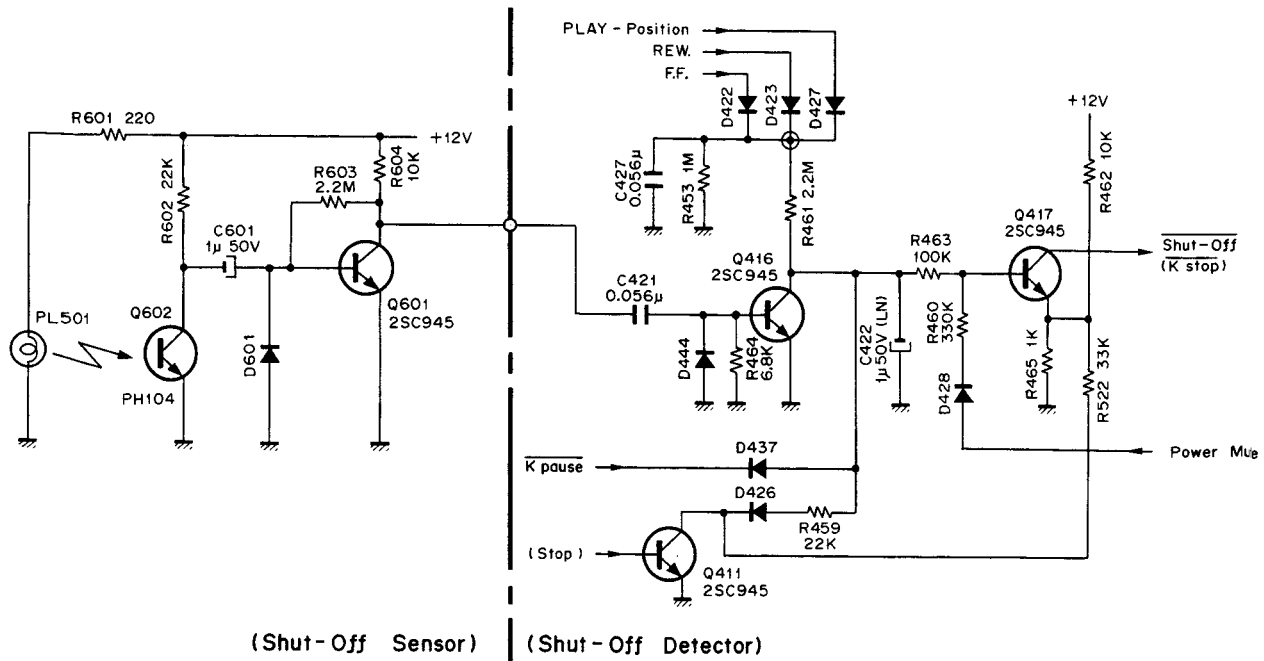 PLAY - Position
REW.
F.F.
D422
D423
D427
+12V
R601 220
+12V
R602 22K
R603
2.2M
R604
10K
C601
1μ 50V
Q602
PL501
PH104
D601
Q601
2SC945
C427
0.056μ
R453 1M
R461 2.2M
R462 10K
Q416
2SC945
C421
0.056μ
D444
R464
6.8K
R463
100K
Q417
2SC945
Shut-Off
(K stop)
C422
1μ 50V (LN)
R460
330K
D428
R465 1K
R522 33K
K pause
D437
D426
R459
22K
Power Mue
(Stop)
Q411
2SC945
(Shut-Off Sensor)
(Shut-Off Detector)